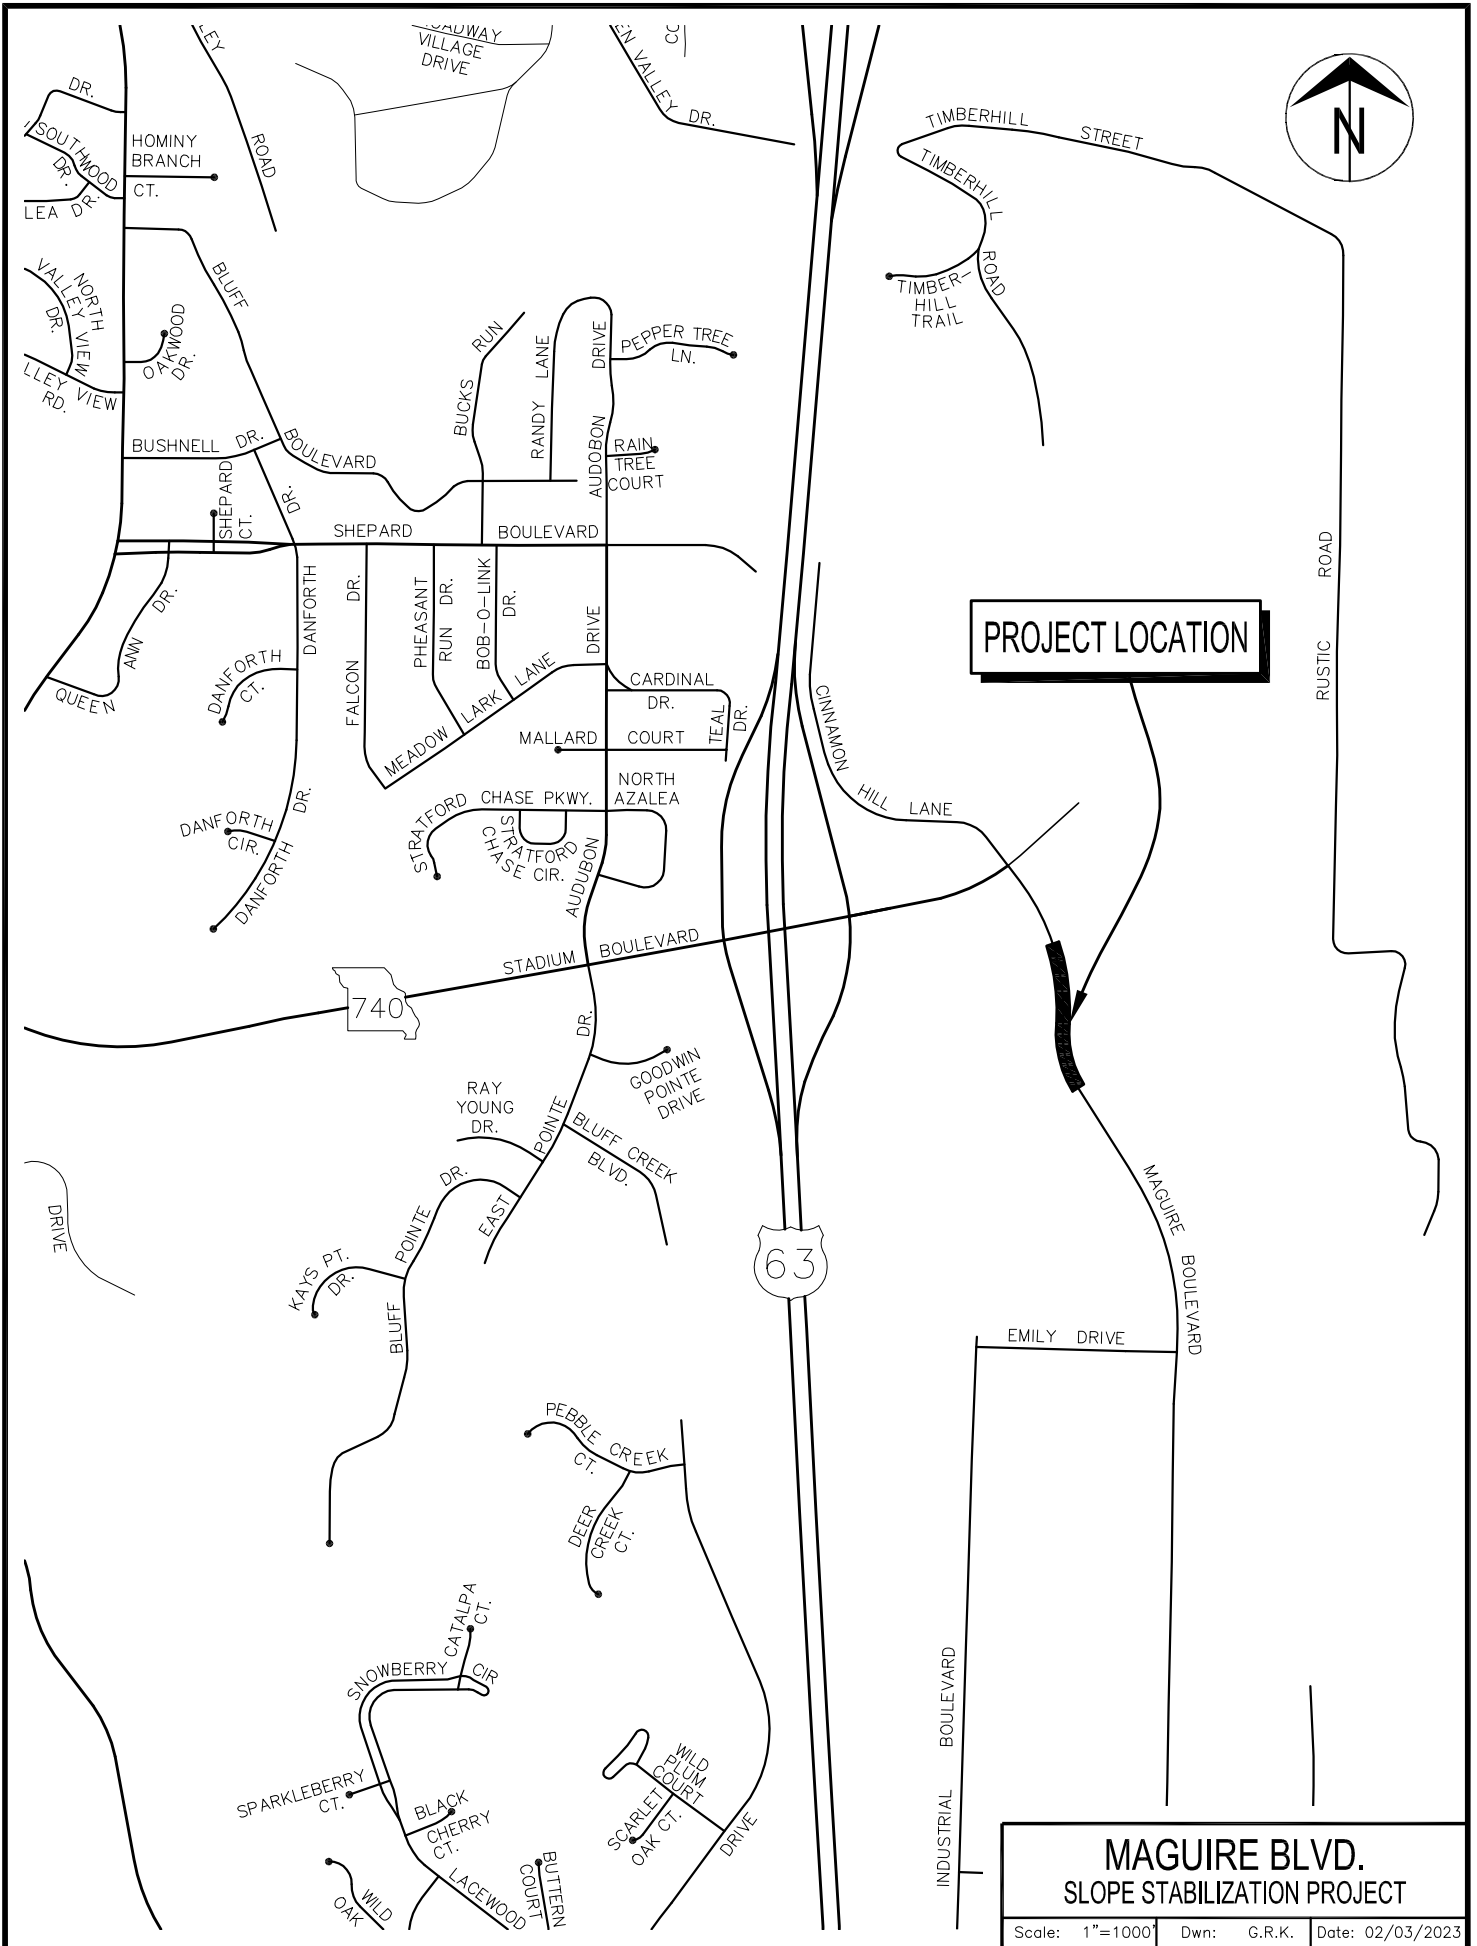 VILLAGE
DRIVE
VALLEY DR.
ROAD
DR.
SOUTHWOOD
DR.
DR.
HOMINY
BRANCH
CT.
TIMBERHILL STREET
TIMBERHILL
ROAD
TIMBER-
HILL
TRAIL
N
NORTH
VALLEY VIEW
DR.
VIEW
RD.
OAKWOOD
DR.
BLUFF
BOULEVARD
BUCKS RUN
RANDY LANE
AUDOBON DRIVE
PEPPER TREE
LN.
RAIN
TREE
COURT
BUSHNELL DR.
SHEPARD
CT.
DR.
SHEPARD BOULEVARD
QUEEN ANN DR.
DANFORTH
DANFORTH
CT.
FALCON DR.
PHEASANT
RUN DR.
BOB-O-LINK
DR.
DRIVE
MEADOW LARK LANE
CARDINAL
DR.
TEAL
DR.
MALLARD COURT
PROJECT LOCATION
RUSTIC ROAD
CINNAMON HILL LANE
NORTH
AZALEA
STRATFORD CHASE PKWY.
STRATFORD
CHASE CIR.
DANFORTH
CIR.
DANFORTH DR.
AUDUBON
STADIUM BOULEVARD
740
DR.
GOODWIN
POINTE
DRIVE
RAY
YOUNG
DR.
EAST POINTE
BLUFF CREEK
BLVD.
DRIVE
BLUFF POINTE DR.
KAYS PT.
DR.
63
MAGUIRE BOULEVARD
EMILY DRIVE
PEBBLE CREEK
CT.
DEER
CREEK
CT.
CATALPA
CT.
SNOWBERRY CIR
SPARKLEBERRY
CT.
BLACK
CHERRY
CT.
LACEWOOD
WILD
OAK
BUTTERN
COURT
WILD
PLUM
COURT
SCARLET
OAK CT.
DRIVE
INDUSTRIAL BOULEVARD
MAGUIRE BLVD.
SLOPE STABILIZATION PROJECT
Scale: 1"=1000' Dwn: G.R.K. Date: 02/03/2023